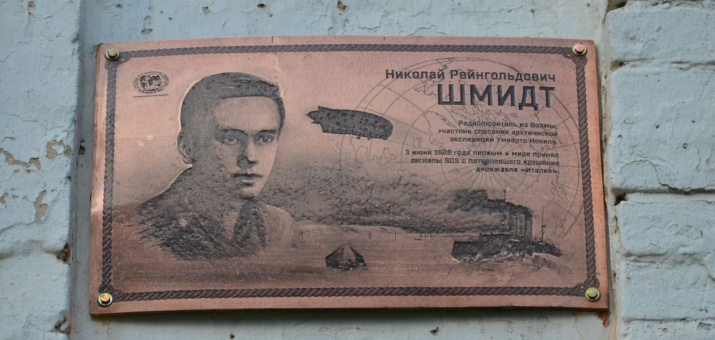 Николай Рейнгольдович
ШМИДТ
Радиолюбитель из Вохмы,
участник спасения арктической
экспедиции Умберто Нобиле.
3 июня 1928 года первым в мире принял
сигналы SOS с потерпевшего крушение
дирижабля «Италия».